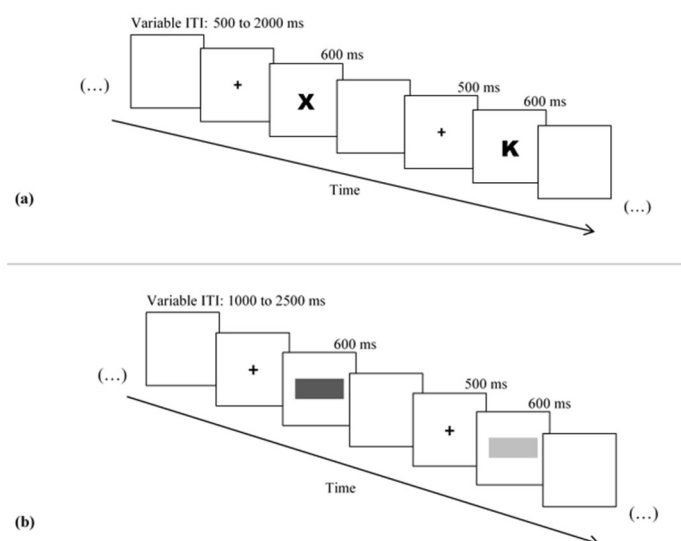 Variable ITI: 500 to 2000 ms
600 ms
(...)
+
X
500 ms
600 ms
+
K
Time
(a)
(...)
Variable ITI: 1000 to 2500 ms
600 ms
(...)
+
500 ms
600 ms
+
Time
(b)
(...)